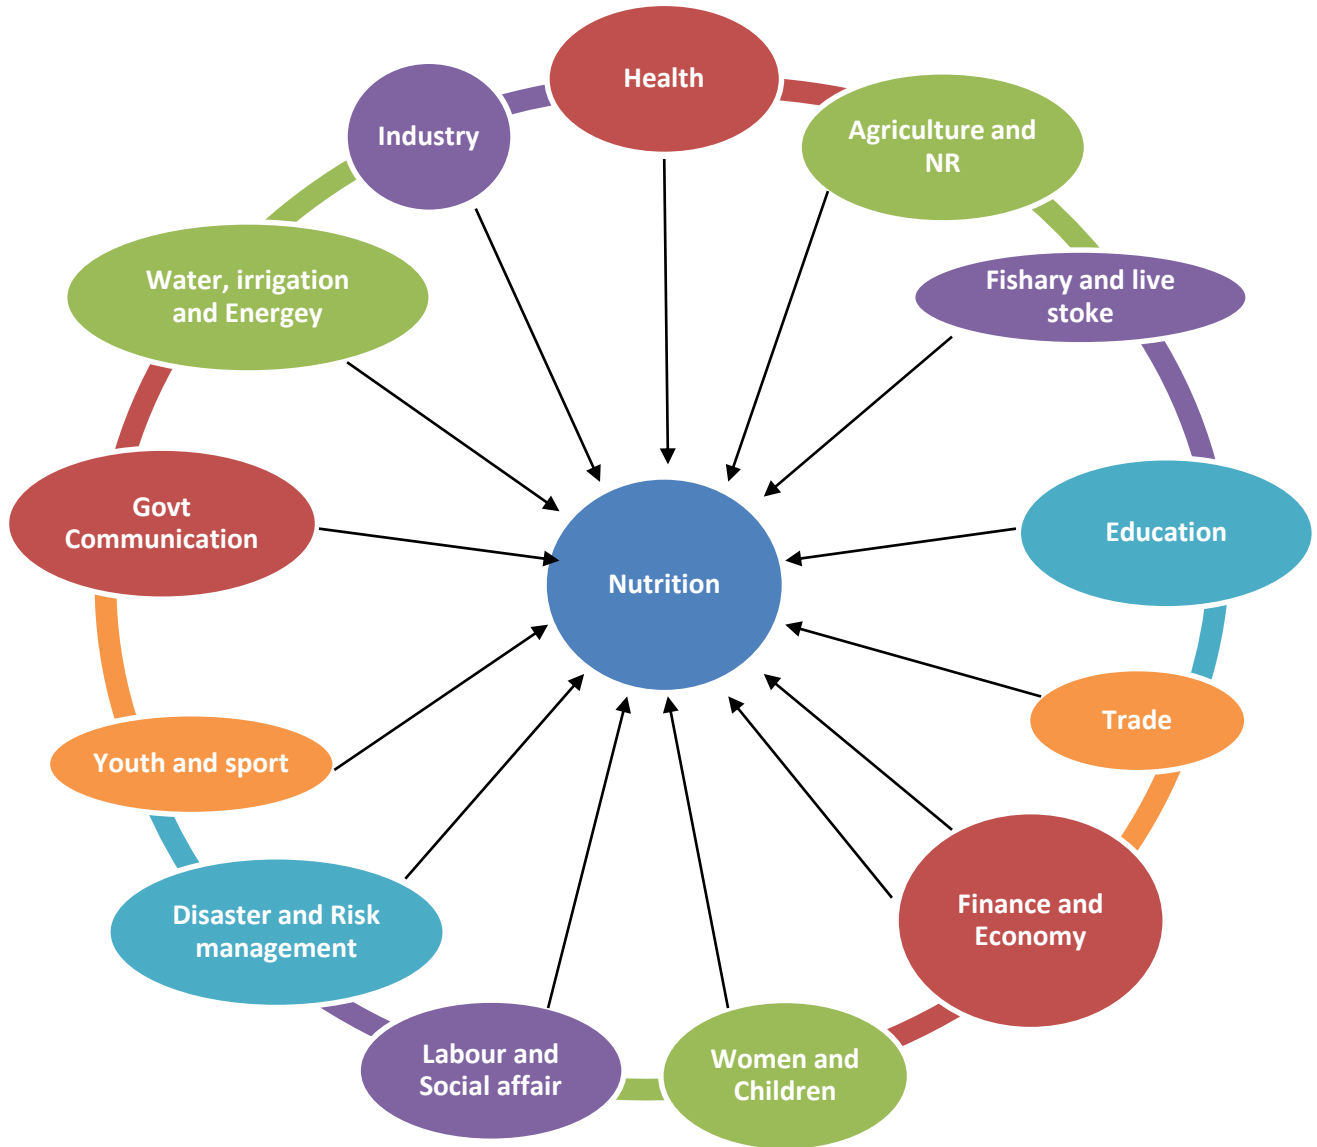 Health
Agriculture and
NR
Fishary and live
stoke
Education
Trade
Finance and
Economy
Women and
Children
Labour and
Social affair
Disaster and Risk
management
Youth and sport
Govt
Communication
Water, irrigation
and Energey
Industry
Nutrition